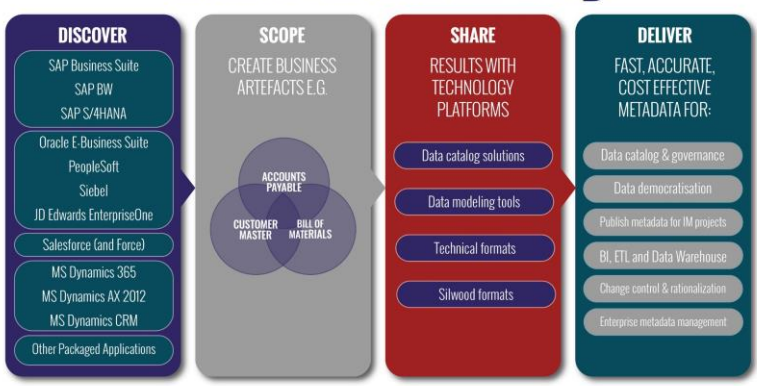 DISCOVER
SAP Business Suite
SAP BW
SAP S/4HANA
Oracle E-Business Suite
PeopleSoft
Siebel
JD Edwards EnterpriseOne
Salesforce (and Force)
MS Dynamics 365
MS Dynamics AX 2012
MS Dynamics CRM
Other Packaged Applications
SCOPE
CREATE BUSINESS
ARTEFACTS E.G.
ACCOUNTS
PAYABLE
CUSTOMER
MASTER
BILL OF
MATERIALS
SHARE
RESULTS WITH
TECHNOLOGY
PLATFORMS
Data catalog solutions
Data modeling tools
Technical formats
Silwood formats
DELIVER
FAST, ACCURATE,
COST EFFECTIVE
METADATA FOR:
Data catalog & governance
Data democratisation
Publish metadata for IM projects
BI, ETL and Data Warehouse
Change control & rationalization
Enterprise metadata management